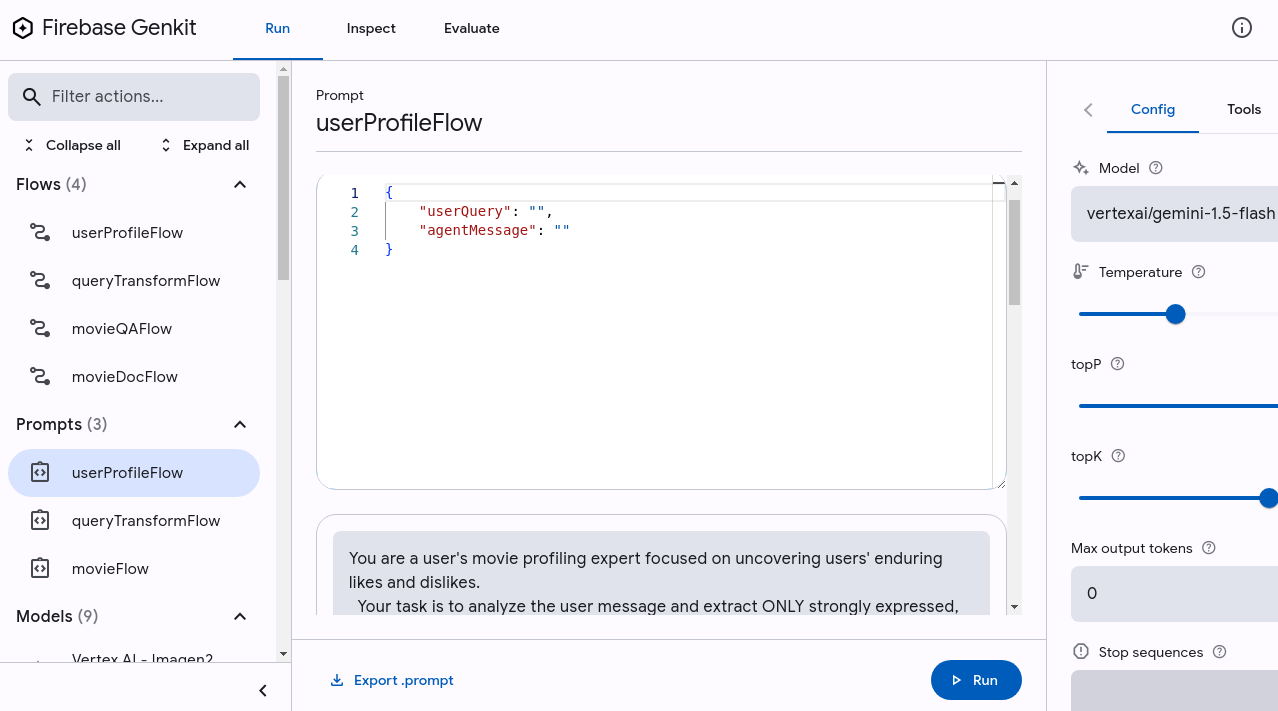 Firebase Genkit
Run
Inspect
Evaluate
Filter actions...
Collapse all
Expand all
Flows (4)
userProfileFlow
queryTransformFlow
movieQAFlow
movieDocFlow
Prompts (3)
userProfileFlow
queryTransformFlow
movieFlow
Models (9)
Vertex AI - Imagen2
Prompt
userProfileFlow
1 {
2 "userQuery": "",
3 "agentMessage": ""
4 }
You are a user's movie profiling expert focused on uncovering users' enduring
likes and dislikes.
Your task is to analyze the user message and extract ONLY strongly expressed,
Export .prompt
Run
Config
Tools
Model
vertexai/gemini-1.5-flash
Temperature
topP
topK
Max output tokens
0
Stop sequences